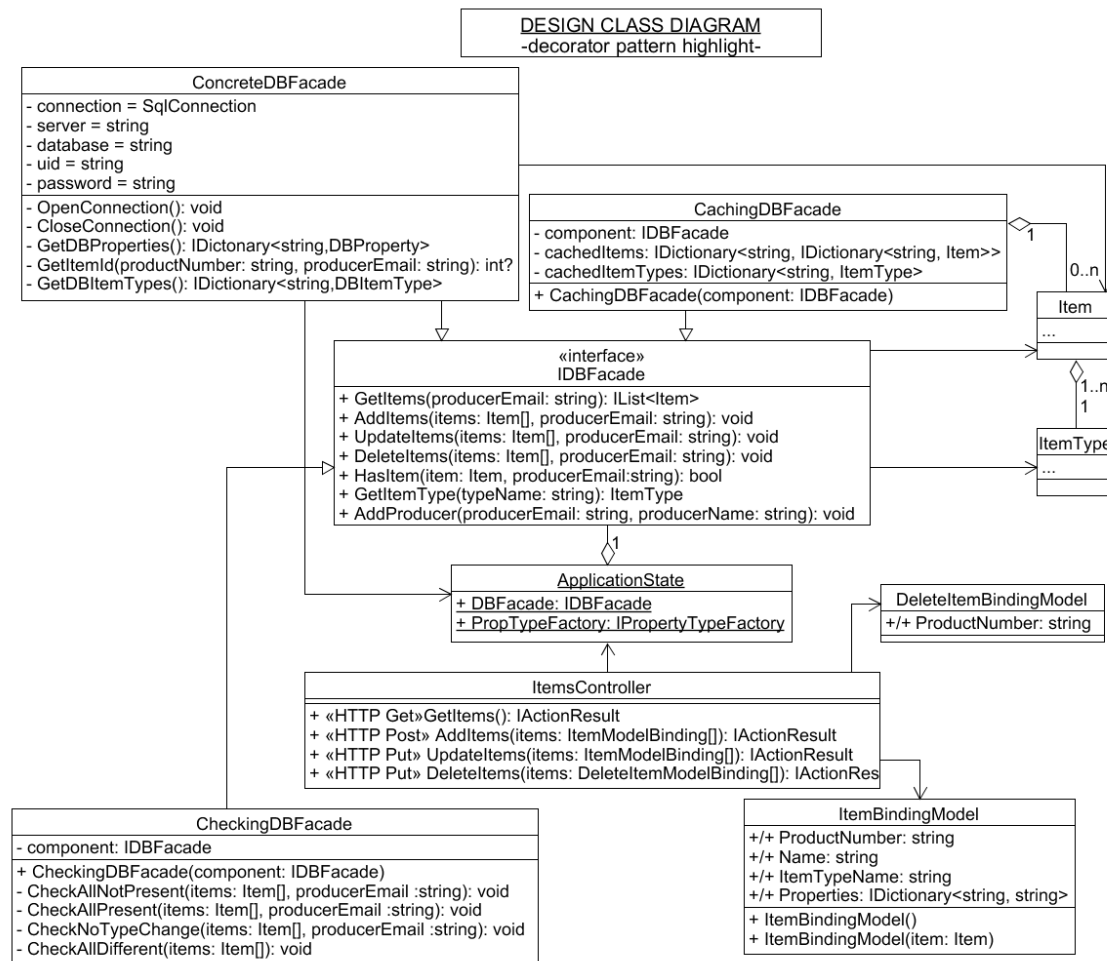 DESIGN CLASS DIAGRAM
-decorator pattern highlight-
ConcreteDBFacade
- connection = SqlConnection
- server = string
- database = string
- uid = string
- password = string
- OpenConnection(): void
- CloseConnection(): void
- GetDBProperties(): IDictonary<string,DBProperty>
- GetItemId(productNumber: string, producerEmail: string): int?
- GetDBItemTypes(): IDictionary<string,DBItemType>
CachingDBFacade
- component: IDBFacade
- cachedItems: IDictionary<string, IDictionary<string, Item>>
- cachedItemTypes: IDictionary<string, ItemType>
+ CachingDBFacade(component: IDBFacade)
1
0..n
Item
...
1..n
1
ItemType
...
«interface»
IDBFacade
+ GetItems(producerEmail: string): IList<Item>
+ AddItems(items: Item[], producerEmail: string): void
+ UpdateItems(items: Item[], producerEmail: string): void
+ DeleteItems(items: Item[], producerEmail: string): void
+ HasItem(item: Item, producerEmail:string): bool
+ GetItemType(typeName: string): ItemType
+ AddProducer(producerEmail: string, producerName: string): void
1
ApplicationState
+ DBFacade: IDBFacade
+ PropTypeFactory: IPropertyTypeFactory
DeleteItemBindingModel
+/+ ProductNumber: string
ItemsController
+ «HTTP Get»GetItems(): IActionResult
+ «HTTP Post» AddItems(items: ItemModelBinding[]): IActionResult
+ «HTTP Put» UpdateItems(items: ItemModelBinding[]): IActionResult
+ «HTTP Put» DeleteItems(items: DeleteItemModelBinding[]): IActionRes
CheckingDBFacade
- component: IDBFacade
+ CheckingDBFacade(component: IDBFacade)
- CheckAllNotPresent(items: Item[], producerEmail :string): void
- CheckAllPresent(items: Item[], producerEmail :string): void
- CheckNoTypeChange(items: Item[], producerEmail :string): void
- CheckAllDifferent(items: Item[]): void
ItemBindingModel
+/+ ProductNumber: string
+/+ Name: string
+/+ ItemTypeName: string
+/+ Properties: IDictionary<string, string>
+ ItemBindingModel()
+ ItemBindingModel(item: Item)